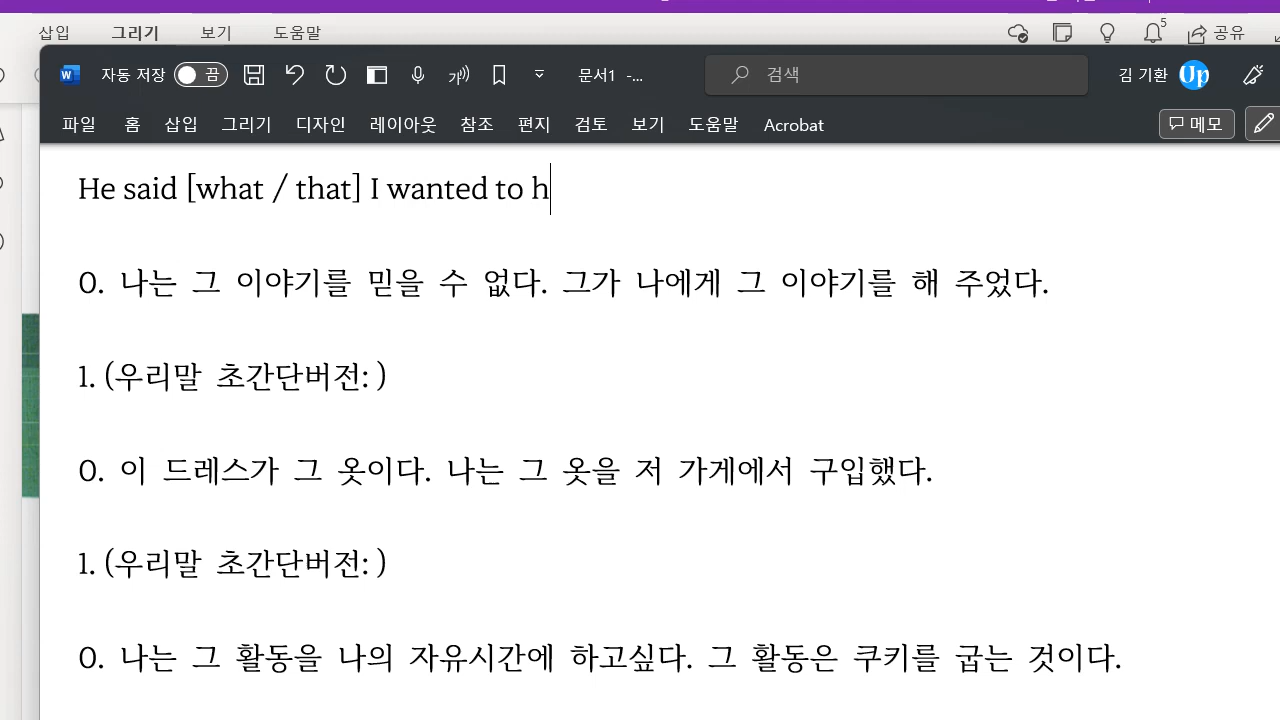 삽입 그리기 보기 도움말 5 공유
W 자동 저장 끔 가 문서1 -... 검색 김 기환 Up
파일 홈 삽입 그리기 디자인 레이아웃 참조 편지 검토 보기 도움말 Acrobat 메모
He said [what / that] I wanted to h
0. 나는 그 이야기를 믿을 수 없다. 그가 나에게 그 이야기를 해 주었다.
1. (우리말 초간단버전: )
0. 이 드레스가 그 옷이다. 나는 그 옷을 저 가게에서 구입했다.
1. (우리말 초간단버전: )
0. 나는 그 활동을 나의 자유시간에 하고싶다. 그 활동은 쿠키를 굽는 것이다.